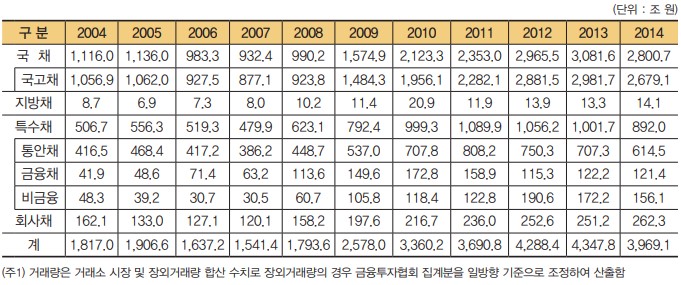 (단위 : 조 원)
구 분 2004 2005 2006 2007 2008 2009 2010 2011 2012 2013 2014
국 채 1,116.0 1,136.0 983.3 932.4 990.2 1,574.9 2,123.3 2,353.0 2,965.5 3,081.6 2,800.7
국고채 1,056.9 1,062.0 927.5 877.1 923.8 1,484.3 1,956.1 2,282.1 2,881.5 2,981.7 2,679.1
지방채 8.7 6.9 7.3 8.0 10.2 11.4 20.9 11.9 13.9 13.3 14.1
특수채 506.7 556.3 519.3 479.9 623.1 792.4 999.3 1,089.9 1,056.2 1,001.7 892.0
통안채 416.5 468.4 417.2 386.2 448.7 537.0 707.8 808.2 750.3 707.3 614.5
금융채 41.9 48.6 71.4 63.2 113.6 149.6 172.8 158.9 115.3 122.2 121.4
비금융 48.3 39.2 30.7 30.5 60.7 105.8 118.4 122.8 190.6 172.2 156.1
회사채 162.1 133.0 127.1 120.1 158.2 197.6 216.7 236.0 252.6 251.2 262.3
계 1,817.0 1,906.6 1,637.2 1,541.4 1,793.6 2,578.0 3,360.2 3,690.8 4,288.4 4,347.8 3,969.1
(주1) 거래량은 거래소 시장 및 장외거래량 합산 수치로 장외거래량의 경우 금융투자협회 집계분을 일방향 기준으로 조정하여 산출함